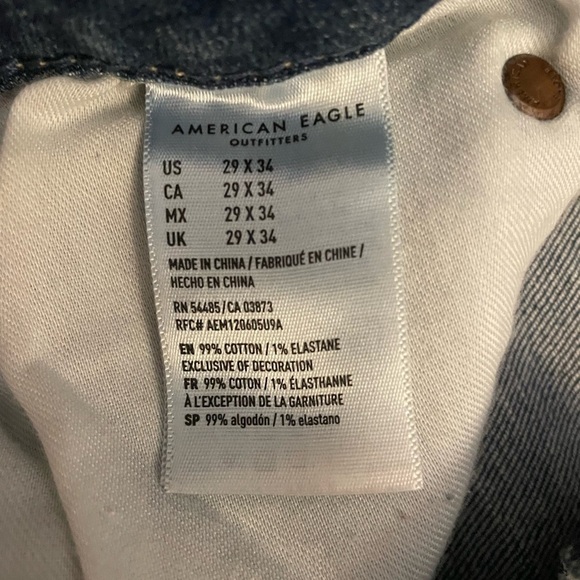 AMERICAN EAGLE
OUTFITTERS
US 29 X 34
CA 29 X 34
MX 29 X 34
UK 29 X 34
MADE IN CHINA / FABRIQUÉ EN CHINE /
HECHO EN CHINA
RN 54485/CA 03873
RFC# AEM120605U9A
EN 99% COTTON / 1% ELASTANE
EXCLUSIVE OF DECORATION
FR 99% COTON / 1% ÉLASTHANNE
À L'EXCEPTION DE LA GARNITURE
SP 99% algodón / 1% elastano